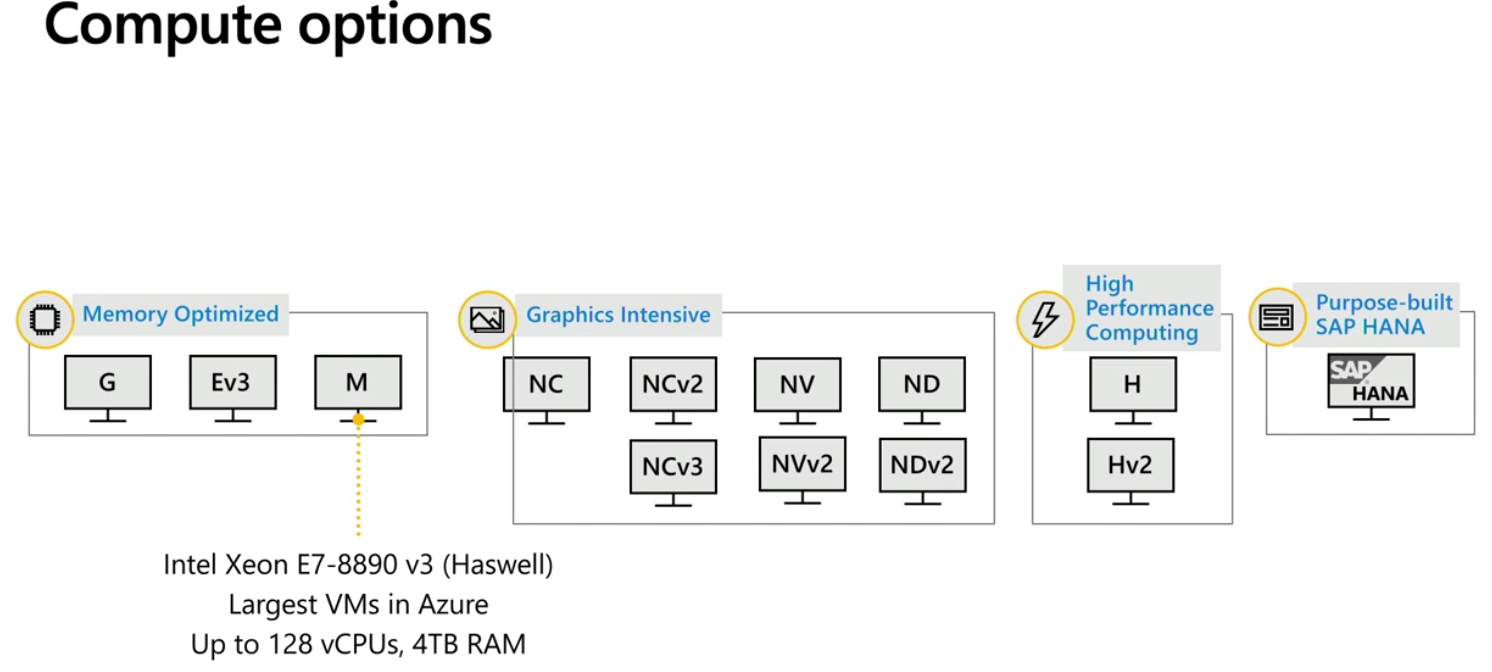 Compute options
Memory Optimized
G
Ev3
M
Intel Xeon E7-8890 v3 (Haswell)
Largest VMs in Azure
Up to 128 vCPUs, 4TB RAM
Graphics Intensive
NC
NCv2
NV
ND
NCv3
NVv2
NDv2
High
Performance
Computing
H
Hv2
Purpose-built
SAP HANA
SAP
HANA